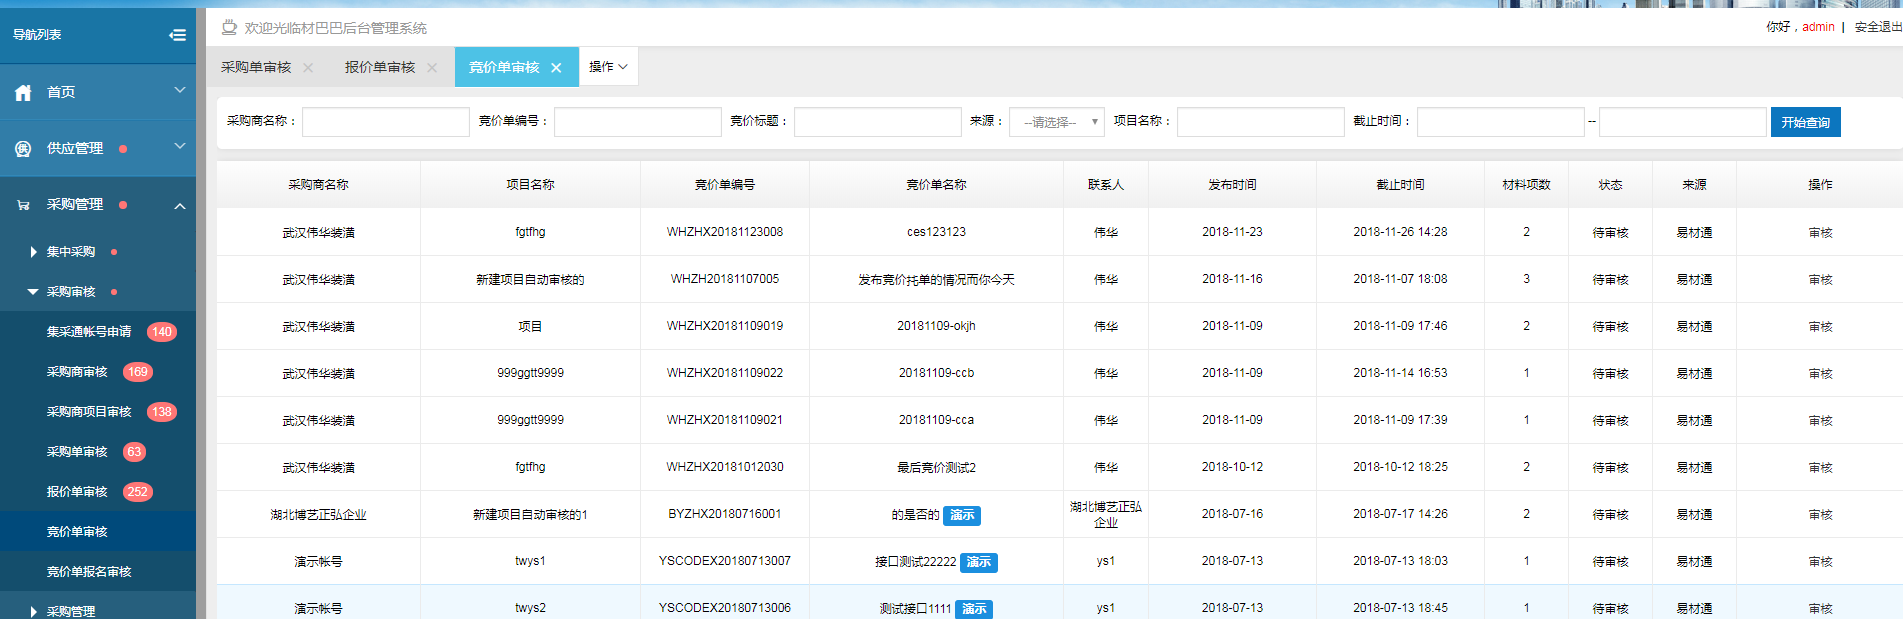 导航列表
欢迎光临材巴巴后台管理系统
你好，admin | 安全退出
采购单审核 × 报价单审核 × 竞价单审核 × 操作
首页
供应管理
采购管理
集中采购
采购审核
集采通帐号申请 140
采购商审核 169
采购商项目审核 138
采购单审核 63
报价单审核 252
竞价单审核
竞价单报名审核
采购管理
采购商名称： 竞价单编号： 竞价标题： 来源： --请选择-- 项目名称： 截止时间： -- 开始查询
采购商名称 项目名称 竞价单编号 竞价单名称 联系人 发布时间 截止时间 材料项数 状态 来源 操作
武汉伟华装潢 fgtfhg WHZHX20181123008 ces123123 伟华 2018-11-23 2018-11-26 14:28 2 待审核 易材通 审核
武汉伟华装潢 新建项目自动审核的 WHZH20181107005 发布竞价托单的情况而你今天 伟华 2018-11-16 2018-11-07 18:08 3 待审核 易材通 审核
武汉伟华装潢 项目 WHZHX20181109019 20181109-okjh 伟华 2018-11-09 2018-11-09 17:46 2 待审核 易材通 审核
武汉伟华装潢 999ggtt9999 WHZHX20181109022 20181109-ccb 伟华 2018-11-09 2018-11-14 16:53 1 待审核 易材通 审核
武汉伟华装潢 999ggtt9999 WHZHX20181109021 20181109-cca 伟华 2018-11-09 2018-11-09 17:39 1 待审核 易材通 审核
武汉伟华装潢 fgtfhg WHZHX20181012030 最后竞价测试2 伟华 2018-10-12 2018-10-12 18:25 2 待审核 易材通 审核
湖北博艺正弘企业 新建项目自动审核的1 BYZHX20180716001 的是否的 演示 湖北博艺正弘企业 2018-07-16 2018-07-17 14:26 2 待审核 易材通 审核
演示帐号 twys1 YSCODEX20180713007 接口测试22222 演示 ys1 2018-07-13 2018-07-13 18:03 1 待审核 易材通 审核
演示帐号 twys2 YSCODEX20180713006 测试接口1111 演示 ys1 2018-07-13 2018-07-13 18:45 1 待审核 易材通 审核